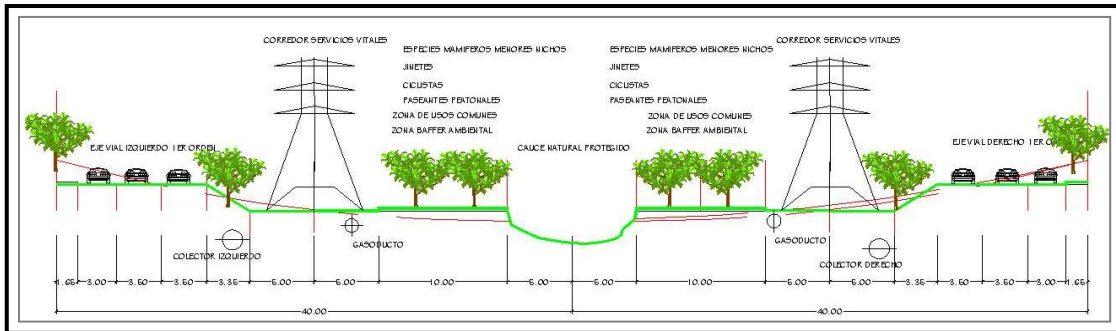 CORREDOR SERVICIOS VITALES
CORREDOR SERVICIOS VITALES
ESPECIES MAMIFEROS MENORES NICHOS
ESPECIES MAMIFEROS MENORES NICHOS
JINETES
JINETES
CICLISTAS
CICLISTAS
PASEANTES PEATONALES
PASEANTES PEATONALES
ZONA DE USOS COMUNES
ZONA DE USOS COMUNES
ZONA BAFFER AMBIENTAL
ZONA BAFFER AMBIENTAL
EJE VIAL IZQUIERDO 1ER ORDEN
CAUCE NATURAL PROTEGIDO
EJE VIAL DERECHO 1ER O
GASODUCTO
GASODUCTO
COLECTOR IZQUIERDO
COLECTOR DERECHO
1.65 3.00 3.50 3.50 3.35 5.00 5.00 10.00 5.00 5.00 10.00 5.00 5.00 3.35 3.50 3.50 3.00 1.65
40.00 40.00